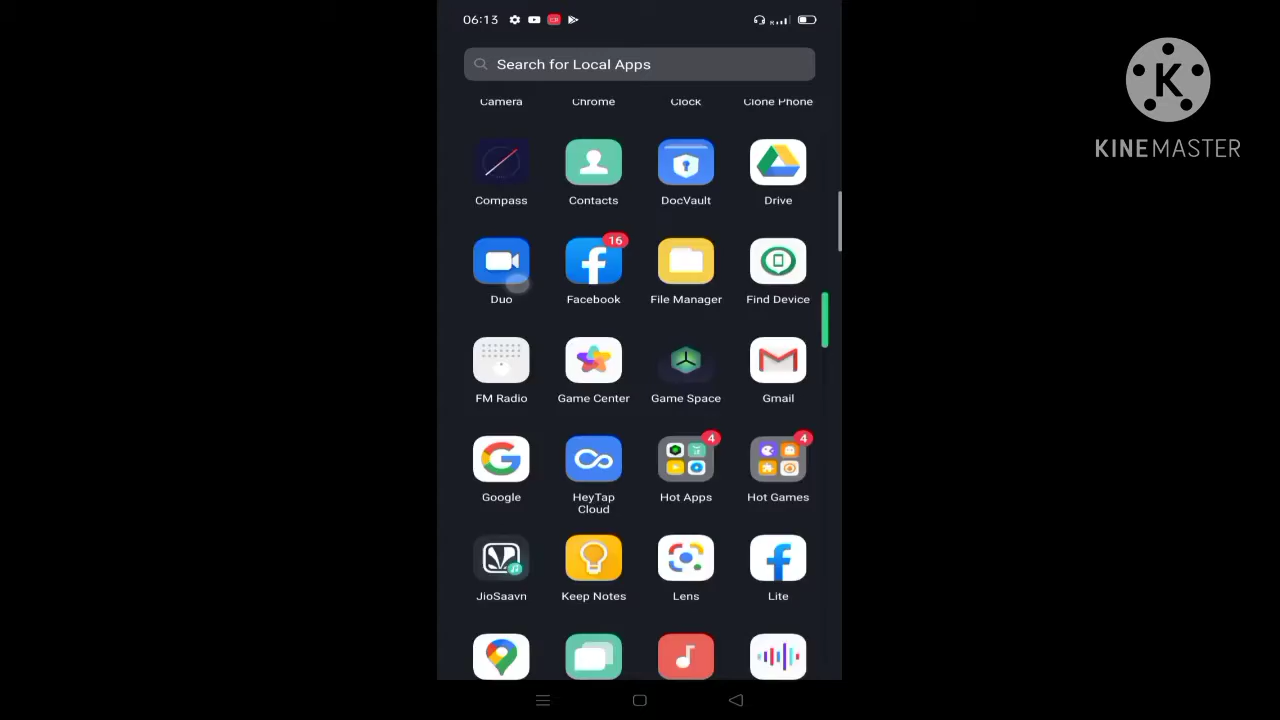 06:13
Search for Local Apps
Camera Chrome Clock Clone Phone
Compass Contacts DocVault Drive
16
Duo Facebook File Manager Find Device
FM Radio Game Center Game Space Gmail
4 4
Google HeyTap Cloud Hot Apps Hot Games
JioSaavn Keep Notes Lens Lite
K
KINEMASTER